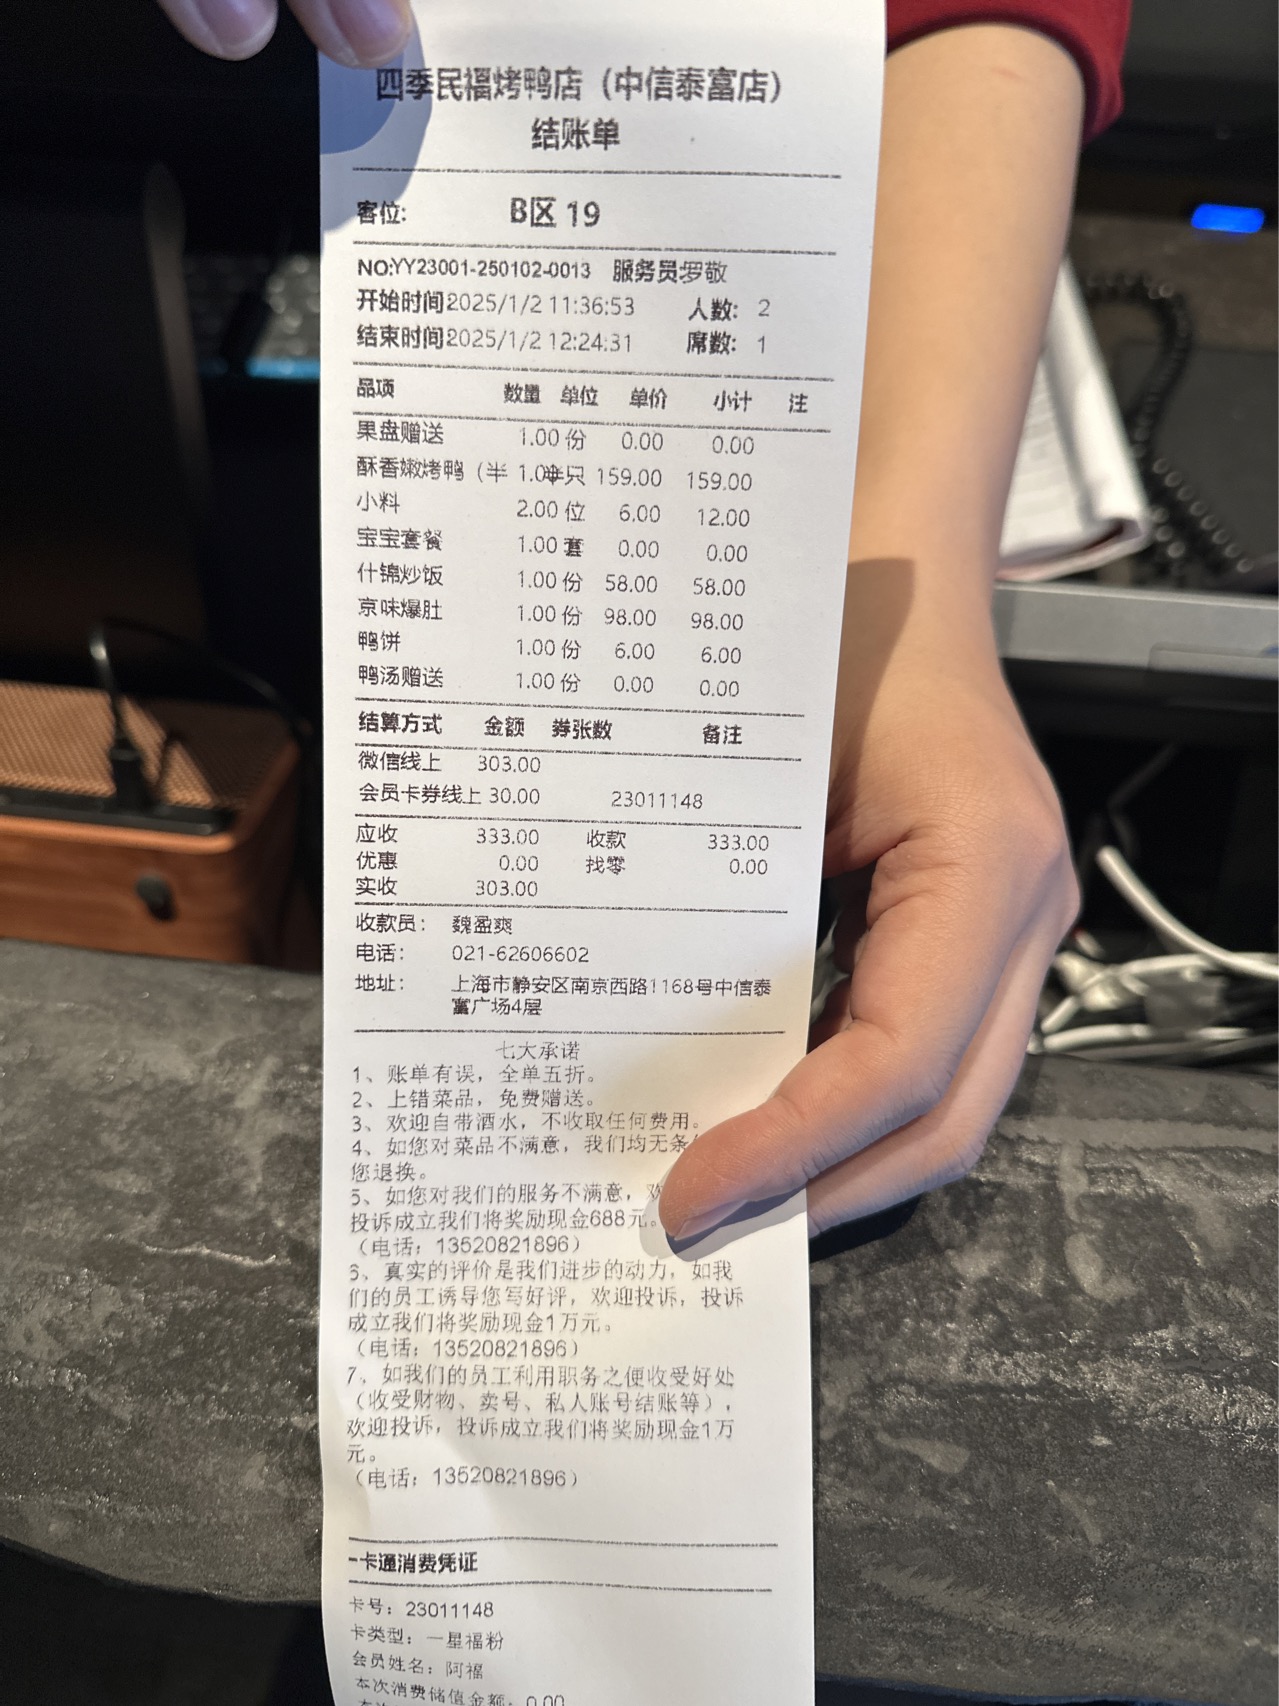 四季民福烤鸭店（中信泰富店）
结账单
客位: B区 19
NO:YY23001-250102-0013 服务员:罗敬
开始时间2025/1/2 11:36:53 人数: 2
结束时间2025/1/2 12:24:31 席数: 1
品项 数量 单位 单价 小计 注
果盘赠送 1.00 份 0.00 0.00
酥香嫩烤鸭（半 1.00半只 159.00 159.00
小料 2.00 位 6.00 12.00
宝宝套餐 1.00 套 0.00 0.00
什锦炒饭 1.00 份 58.00 58.00
京味爆肚 1.00 份 98.00 98.00
鸭饼 1.00 份 6.00 6.00
鸭汤赠送 1.00 份 0.00 0.00
结算方式 金额 券张数 备注
微信线上 303.00
会员卡券线上 30.00 23011148
应收 333.00 收款 333.00
优惠 0.00 找零 0.00
实收 303.00
收款员: 魏盈爽
电话: 021-62606602
地址: 上海市静安区南京西路1168号中信泰
富广场4层
七大承诺
1、账单有误，全单五折。
2、上错菜品，免费赠送。
3、欢迎自带酒水，不收取任何费用。
4、如您对菜品不满意，我们均无条
您退换。
5、如您对我们的服务不满意，
投诉成立我们将奖励现金688元。
（电话：13520821896）
6、真实的评价是我们进步的动力，如我
们的员工诱导您写好评，欢迎投诉，投诉
成立我们将奖励现金1万元。
（电话：13520821896）
7、如我们的员工利用职务之便收受好处
（收受财物、卖号、私人账号结账等），
欢迎投诉，投诉成立我们将奖励现金1万
元。
（电话：13520821896）
一卡通消费凭证
卡号：23011148
卡类型：一星福粉
会员姓名：阿福
本次消费储值金额：0.00